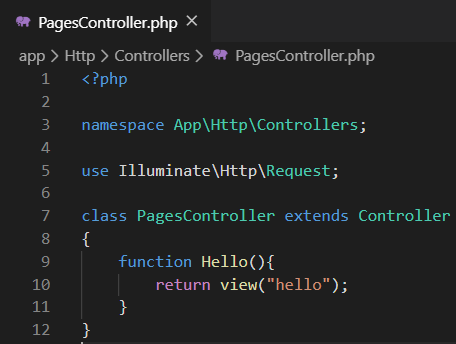 PagesController.php ×
app > Http > Controllers > PagesController.php
1 <?php
2
3 namespace App\Http\Controllers;
4
5 use Illuminate\Http\Request;
6
7 class PagesController extends Controller
8 {
9     function Hello(){
10         return view("hello");
11     }
12 }